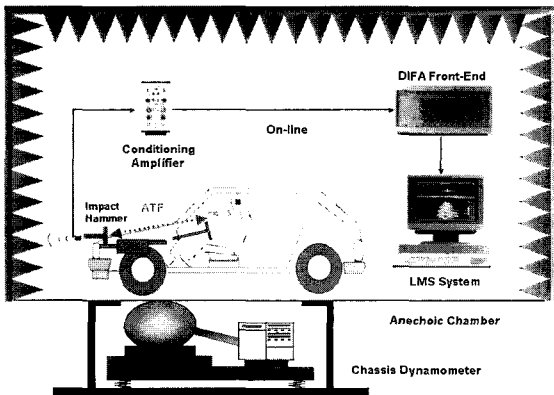 DIFA Front-End
On-line
Conditioning
Amplifier
Impact
Hammer
ATF
LMS System
Anechoic Chamber
Chassis Dynamometer